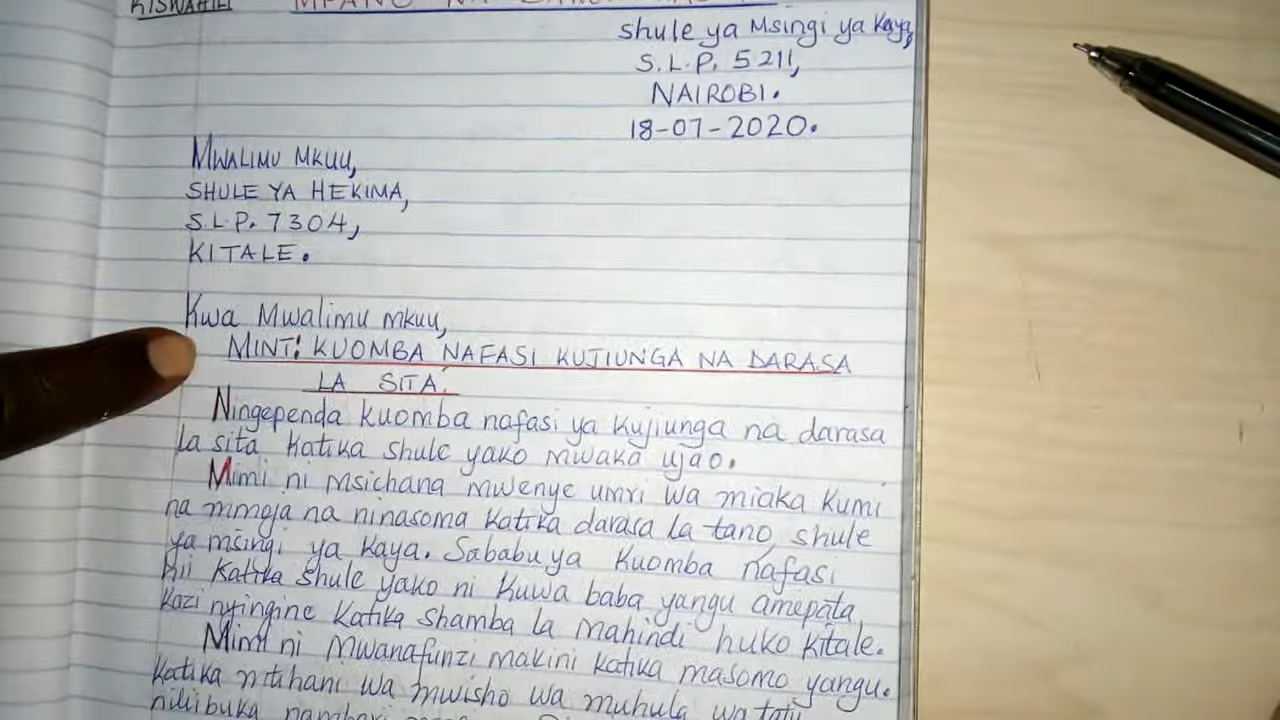 KISWAHILI
shule ya Msingi ya Kaya,
S.L.P. 5211,
NAIROBI.
18-07-2020.
MWALIMU MKUU,
SHULE YA HEKIMA,
S.L.P. 7304,
KITALE.
Kwa Mwalimu mkuu,
MINT: KUOMBA NAFASI KUJIUNGA NA DARASA
LA SITA.
Ningependa kuomba nafasi ya kujiunga na darasa
la sita katika shule yako mwaka ujao.
Mimi ni msichana mwenye umri wa miaka kumi
na mmoja na ninasoma katika darasa la tano, shule
ya msingi ya kaya. Sababu ya kuomba nafasi
hii katika shule yako ni kuwa baba yangu amepata
kazi nyingine katika shamba la mahindi huko kitale.
Mimi ni mwanafunzi makini katika masomo yangu.
katika mtihani wa mwisho wa muhula wa tatu
nilibuka nambari